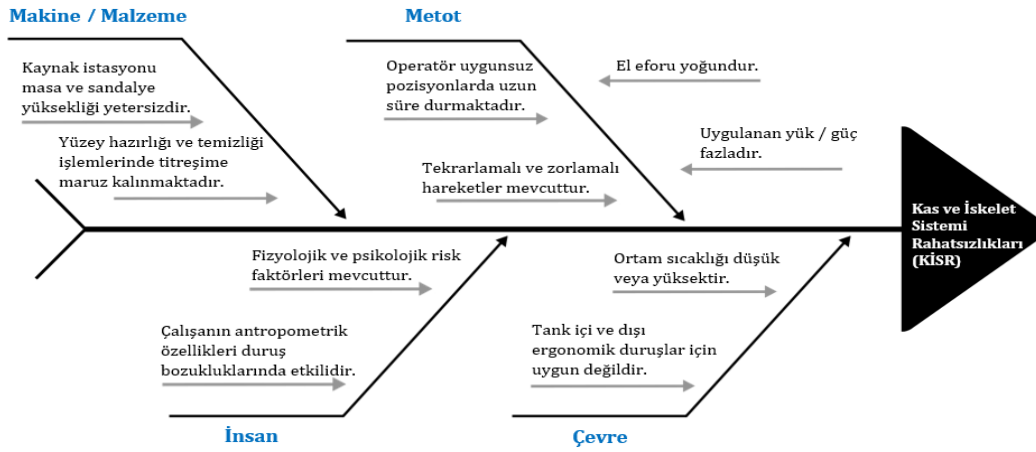 Makine / Malzeme
Kaynak istasyonu
masa ve sandalye
yüksekliği yetersizdir.
Yüzey hazırlığı ve temizliği
işlemlerinde titreşime
maruz kalınmaktadır.
Metot
Operatör uygunsuz
pozisyonlarda uzun
süre durmaktadır.
El eforu yoğundur.
Uygulanan yük / güç
fazladır.
Tekrarlamalı ve zorlamalı
hareketler mevcuttur.
Kas ve İskelet
Sistemi
Rahatsızlıkları
(KİSR)
Fizyolojik ve psikolojik risk
faktörleri mevcuttur.
Çalışanın antropometrik
özellikleri duruş
bozukluklarında etkilidir.
İnsan
Ortam sıcaklığı düşük
veya yüksektir.
Tank içi ve dışı
ergonomik duruşlar için
uygun değildir.
Çevre